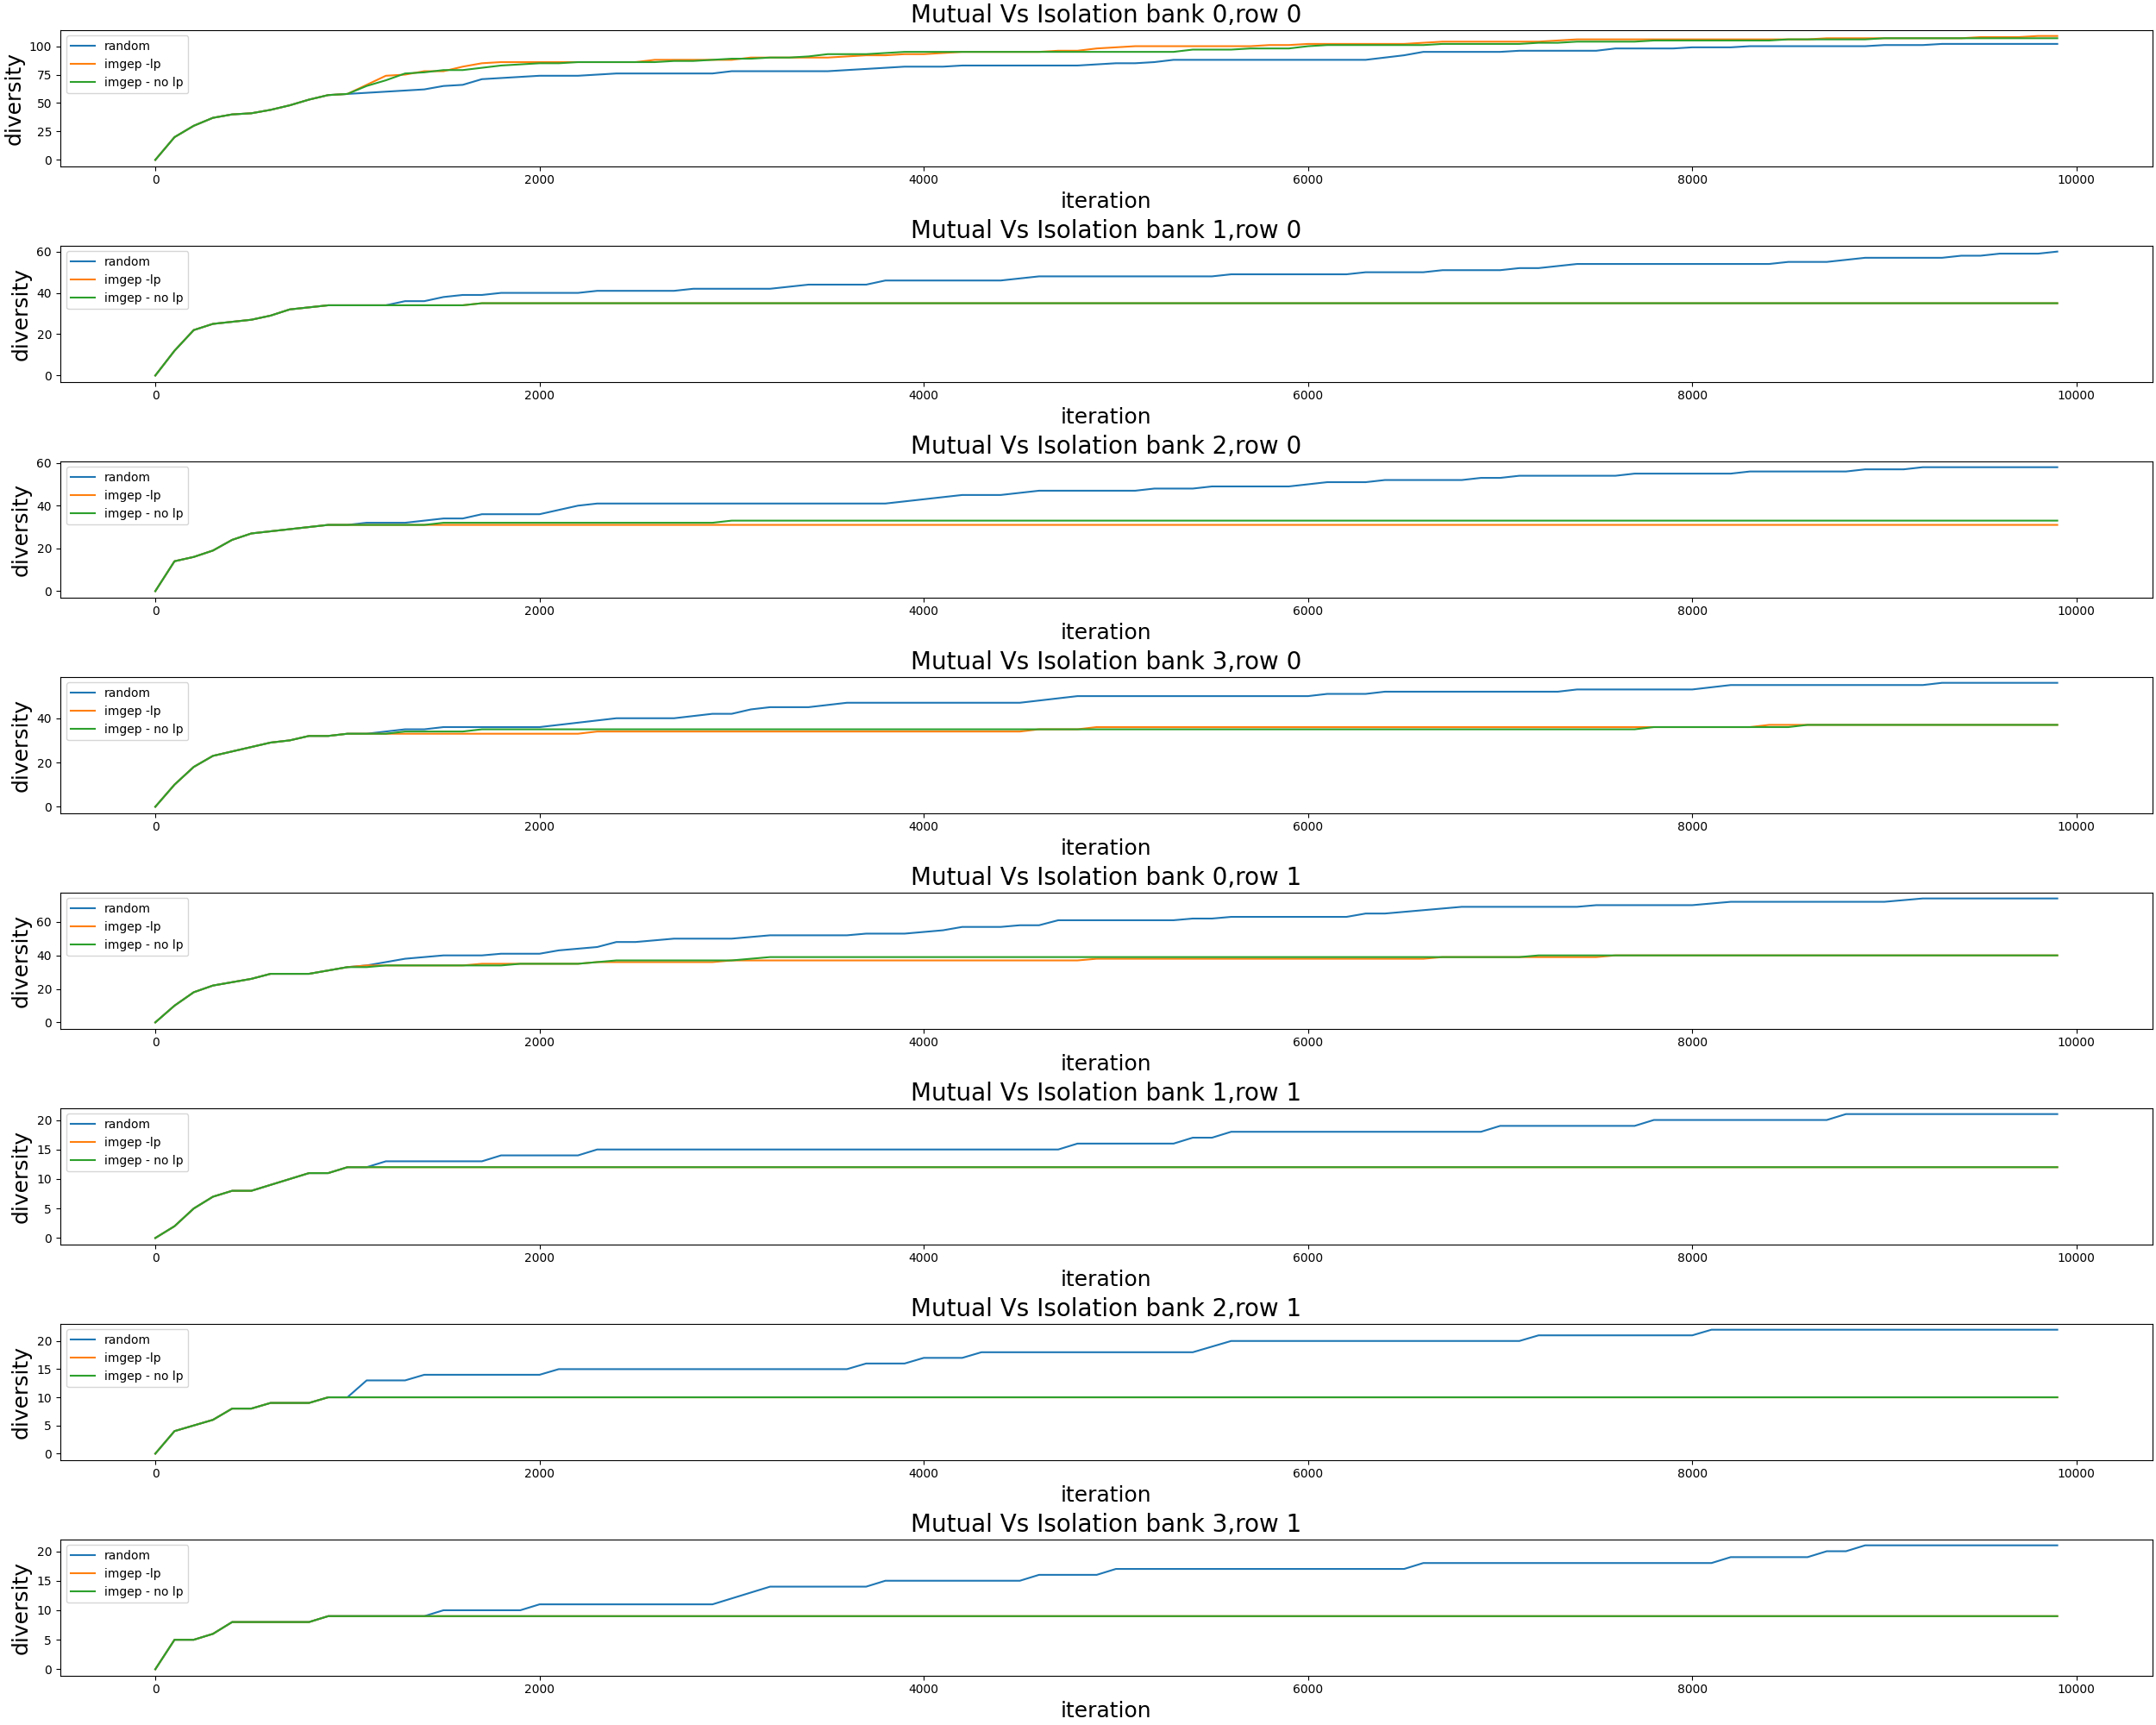 Mutual Vs Isolation bank 0,row 0
diversity
100
75
50
25
0
random
imgep -lp
imgep - no lp
0 2000 4000 6000 8000 10000
iteration
Mutual Vs Isolation bank 1,row 0
diversity
60
40
20
0
random
imgep -lp
imgep - no lp
0 2000 4000 6000 8000 10000
iteration
Mutual Vs Isolation bank 2,row 0
diversity
60
40
20
0
random
imgep -lp
imgep - no lp
0 2000 4000 6000 8000 10000
iteration
Mutual Vs Isolation bank 3,row 0
diversity
40
20
0
random
imgep -lp
imgep - no lp
0 2000 4000 6000 8000 10000
iteration
Mutual Vs Isolation bank 0,row 1
diversity
60
40
20
0
random
imgep -lp
imgep - no lp
0 2000 4000 6000 8000 10000
iteration
Mutual Vs Isolation bank 1,row 1
diversity
20
15
10
5
0
random
imgep -lp
imgep - no lp
0 2000 4000 6000 8000 10000
iteration
Mutual Vs Isolation bank 2,row 1
diversity
20
15
10
5
0
random
imgep -lp
imgep - no lp
0 2000 4000 6000 8000 10000
iteration
Mutual Vs Isolation bank 3,row 1
diversity
20
15
10
5
0
random
imgep -lp
imgep - no lp
0 2000 4000 6000 8000 10000
iteration